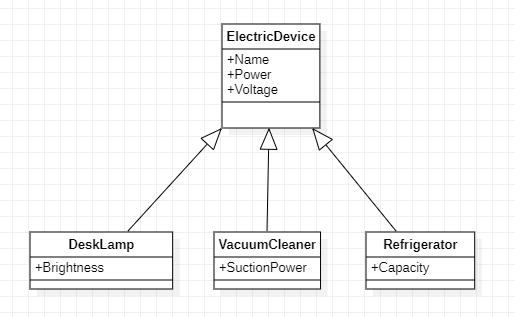 ElectricDevice
+Name
+Power
+Voltage
DeskLamp
+Brightness
VacuumCleaner
+SuctionPower
Refrigerator
+Capacity